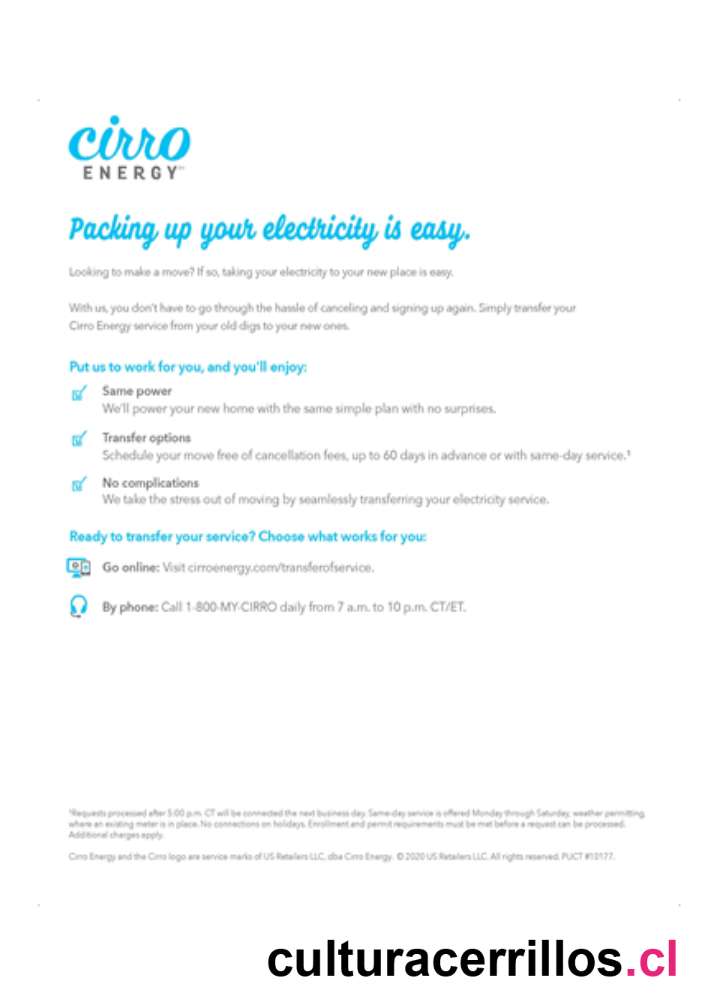 cirro
ENERGY℠
Packing up your electricity is easy.
Looking to make a move? If so, taking your electricity to your new place is easy.
With us, you don't have to go through the hassle of canceling and signing up again. Simply transfer your
Cirro Energy service from your old digs to your new ones.
Put us to work for you, and you'll enjoy:
Same power
We'll power your new home with the same simple plan with no surprises.
Transfer options
Schedule your move free of cancellation fees, up to 60 days in advance or with same-day service.¹
No complications
We take the stress out of moving by seamlessly transferring your electricity service.
Ready to transfer your service? Choose what works for you:
Go online: Visit cirroenergy.com/transferofservice.
By phone: Call 1-800-MY-CIRRO daily from 7 a.m. to 10 p.m. CT/ET.
¹Requests processed after 5:00 p.m. CT will be connected the next business day. Same-day service is offered Monday through Saturday, weather permitting,
where an existing meter is in place. No connections on holidays. Enrollment and permit requirements must be met before a request can be processed.
Additional charges apply.
Cirro Energy and the Cirro logo are service marks of US Retailers LLC, dba Cirro Energy. © 2020 US Retailers LLC. All rights reserved. PUCT #10177.
culturacerrillos.cl